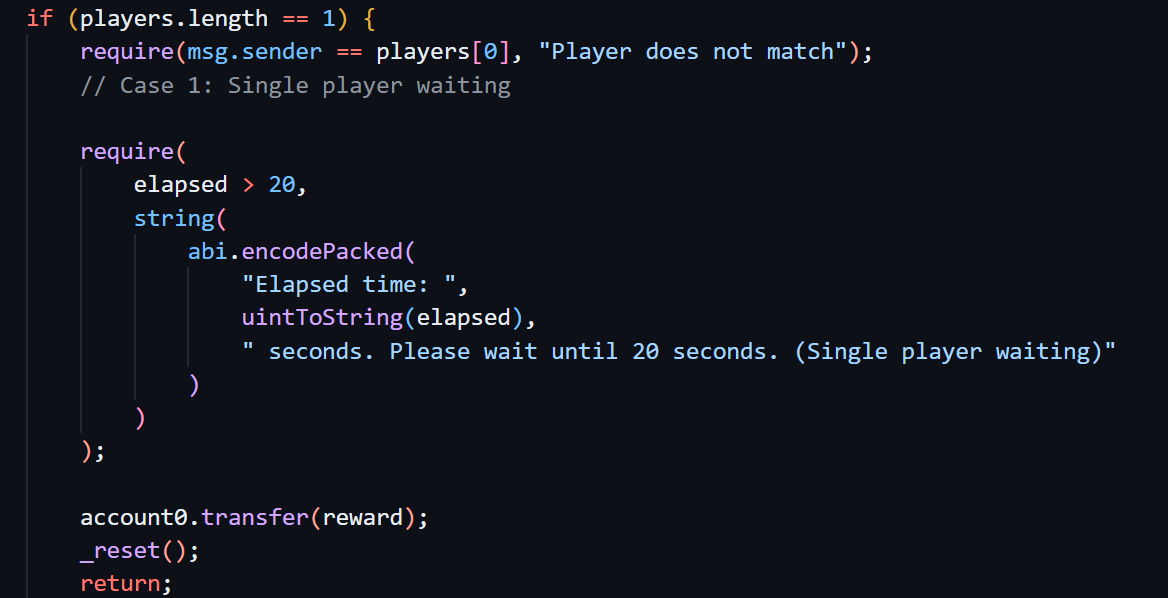 if (players.length == 1) {
    require(msg.sender == players[0], "Player does not match");
    // Case 1: Single player waiting

    require(
        elapsed > 20,
        string(
            abi.encodePacked(
                "Elapsed time: ",
                uintToString(elapsed),
                " seconds. Please wait until 20 seconds. (Single player waiting)"
            )
        )
    );

    account0.transfer(reward);
    _reset();
    return;